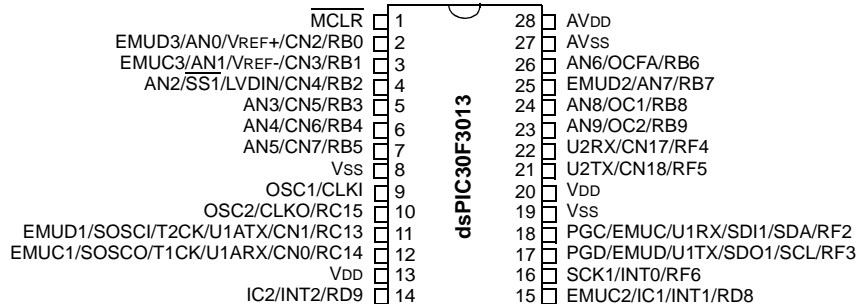 MCLR 1 28 AVDD
EMUD3/AN0/VREF+/CN2/RB0 2 27 AVSS
EMUC3/AN1/VREF-/CN3/RB1 3 26 AN6/OCFA/RB6
AN2/SS1/LVDIN/CN4/RB2 4 25 EMUD2/AN7/RB7
AN3/CN5/RB3 5 24 AN8/OC1/RB8
AN4/CN6/RB4 6 23 AN9/OC2/RB9
AN5/CN7/RB5 7 22 U2RX/CN17/RF4
VSS 8 21 U2TX/CN18/RF5
OSC1/CLKI 9 20 VDD
OSC2/CLKO/RC15 10 19 VSS
EMUD1/SOSCI/T2CK/U1ATX/CN1/RC13 11 18 PGC/EMUC/U1RX/SDI1/SDA/RF2
EMUC1/SOSCO/T1CK/U1ARX/CN0/RC14 12 17 PGD/EMUD/U1TX/SDO1/SCL/RF3
VDD 13 16 SCK1/INT0/RF6
IC2/INT2/RD9 14 15 EMUC2/IC1/INT1/RD8
dsPIC30F3013